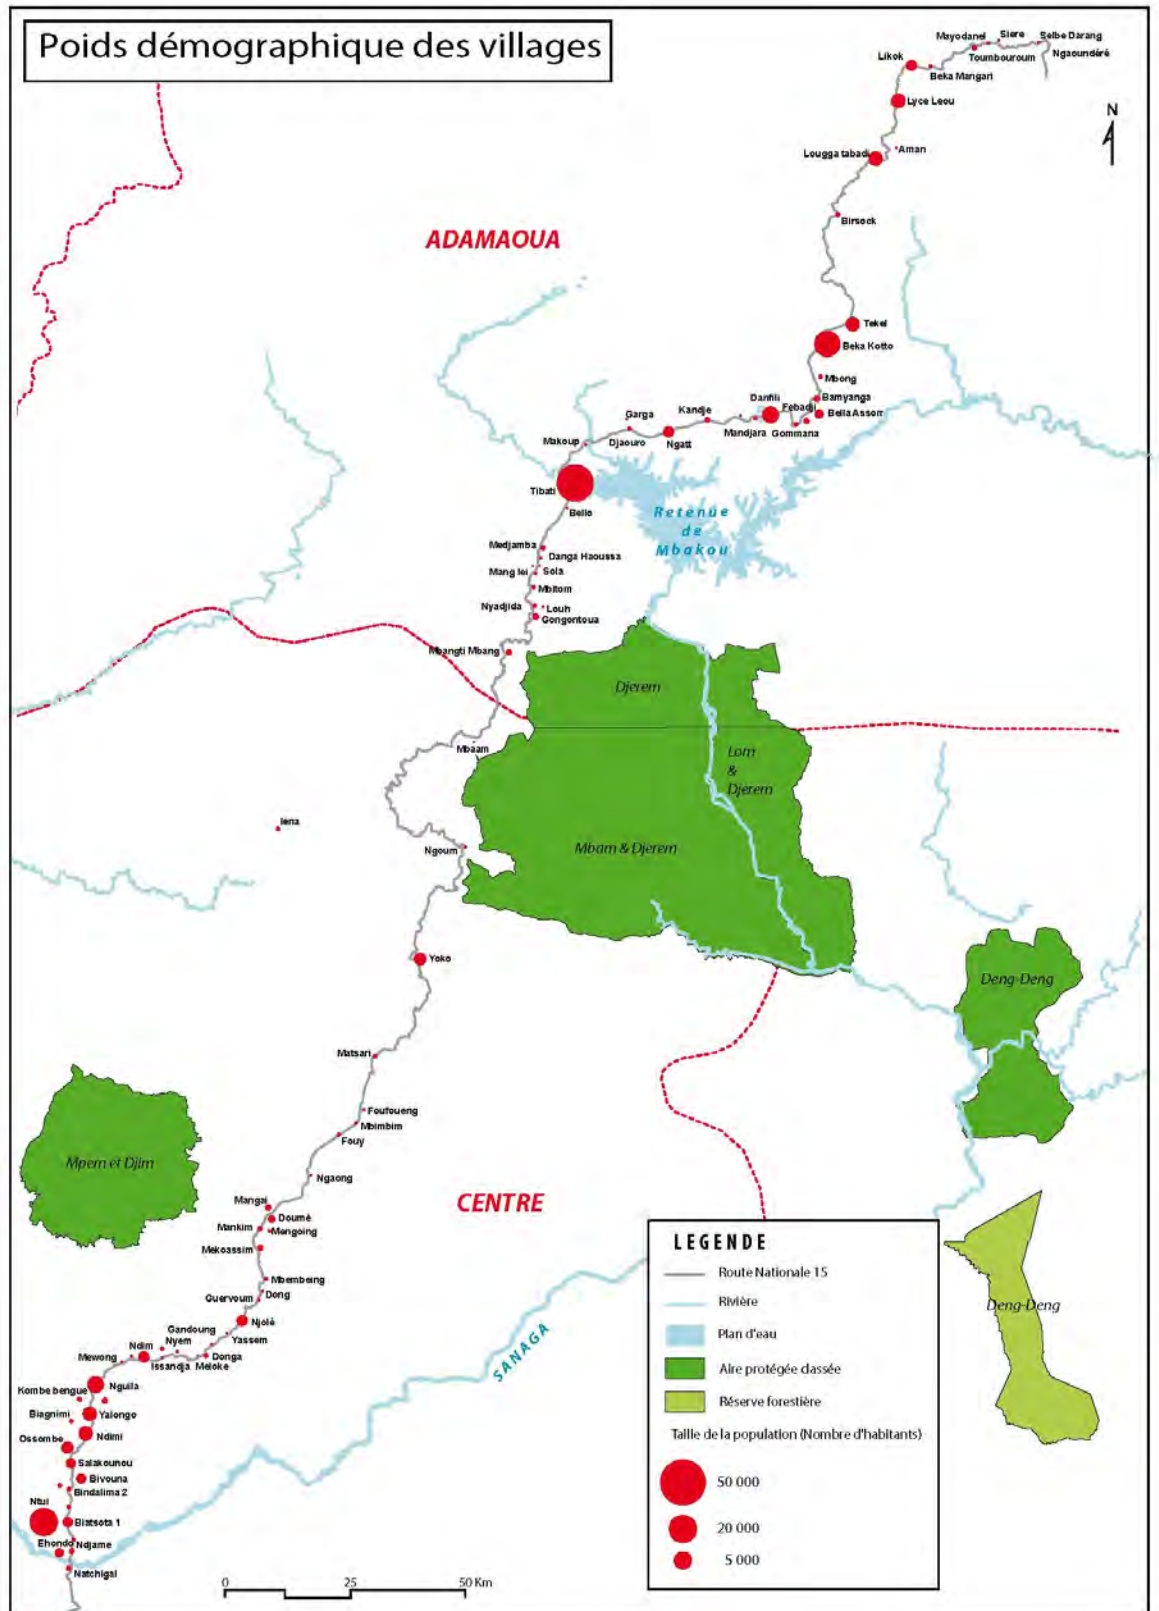 Poids démographique des villages
Mayodanel
Siere
Selbe Darang
Likok
Toumbouroum
Ngaoundéré
Beka Mangari
Lyce Leou
N
Lougga tabadi
Aman
Birsock
ADAMAOUA
Tekel
Beka Kotto
Mbong
Danfili
Febadji
Bamyanga
Garga
Kandje
Bella Assom
Makoup
Djaouro
Ngatt
Mandjara
Gommana
Tibati
Bello
Retenue
de
Mbakou
Medjamba
Danga Haoussa
Mang lei
Sola
Mbitom
Nyadjida
Louh
Gongontoua
Mbangti Mbang
Djerem
Mbaam
Lom
&
Djerem
Iena
Ngoum
Mbam & Djerem
Yoko
Deng-Deng
Matsari
Foufoueng
Mbimbim
Fouy
Mpem et Djim
Ngaong
Mangai
CENTRE
Doumè
Mankim
Mengoing
Mekoassim
Mbembeing
Dong
Guervoum
Njolé
Gandoung
Yassem
Ndim
Nyem
Mewong
Issandja
Meloke
Donga
SANAGA
Nguila
Kombe bengue
Biagnimi
Yalongo
Ossombe
Ndimi
Salakounou
Bivouna
Bindalima 2
Ntui
Biatsota 1
Ehondo
Ndjame
Natchigal
0
25
50 Km
LEGENDE
Route Nationale 15
Rivière
Plan d'eau
Aire protégée classée
Réserve forestière
Taille de la population (Nombre d'habitants)
50 000
20 000
5 000
Deng-Deng